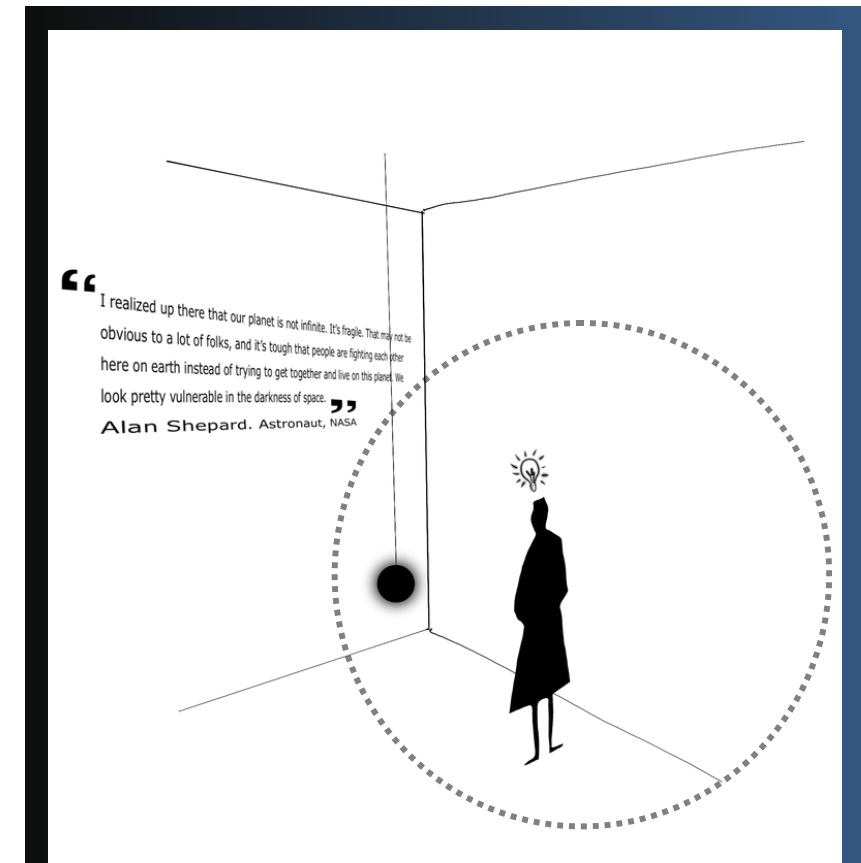 “I realized up there that our planet is not infinite. It’s fragile. That may not be
obvious to a lot of folks, and it’s tough that people are fighting each other
here on earth instead of trying to get together and live on this planet. We
look pretty vulnerable in the darkness of space.”
Alan Shepard. Astronaut, NASA